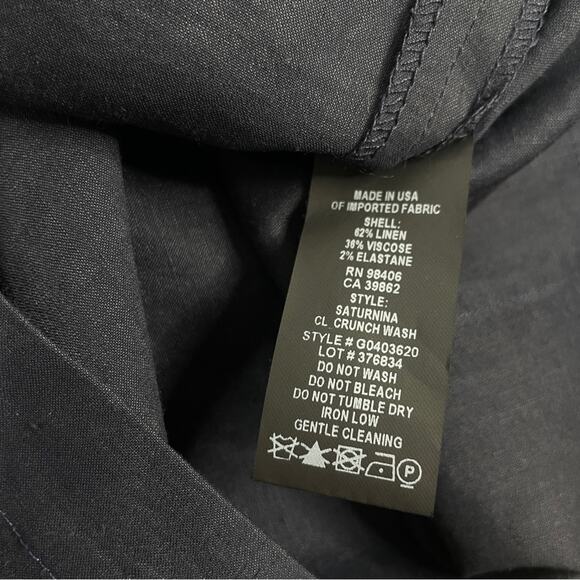 MADE IN USA
OF IMPORTED FABRIC
SHELL:
62% LINEN
36% VISCOSE
2% ELASTANE
RN 98406
CA 39862
STYLE:
SATURNINA
CL CRUNCH WASH
STYLE # G0403620
LOT # 376834
DO NOT WASH
DO NOT BLEACH
DO NOT TUMBLE DRY
IRON LOW
GENTLE CLEANING
P